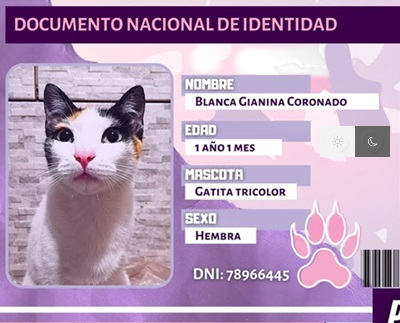 DOCUMENTO NACIONAL DE IDENTIDAD
NOMBRE
BLANCA GIANINA CORONADO
EDAD
1 AÑO 1 MES
MASCOTA
GATITA TRICOLOR
SEXO
HEMBRA
DNI: 78966445